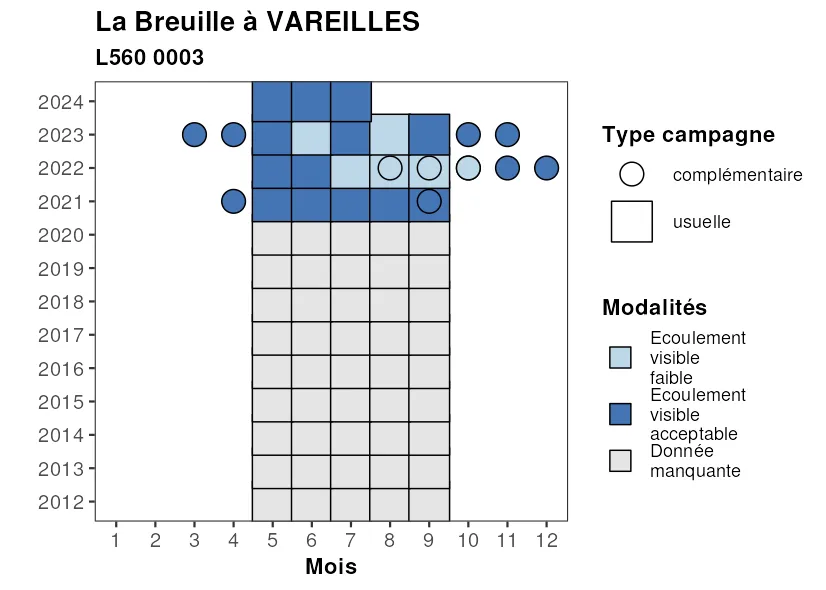 La Breuille à VAREILLES
L560 0003
2024
2023
2022
2021
2020
2019
2018
2017
2016
2015
2014
2013
2012
1 2 3 4 5 6 7 8 9 10 11 12
Mois
Type campagne
complémentaire
usuelle
Modalités
Ecoulement
visible
faible
Ecoulement
visible
acceptable
Donnée
manquante